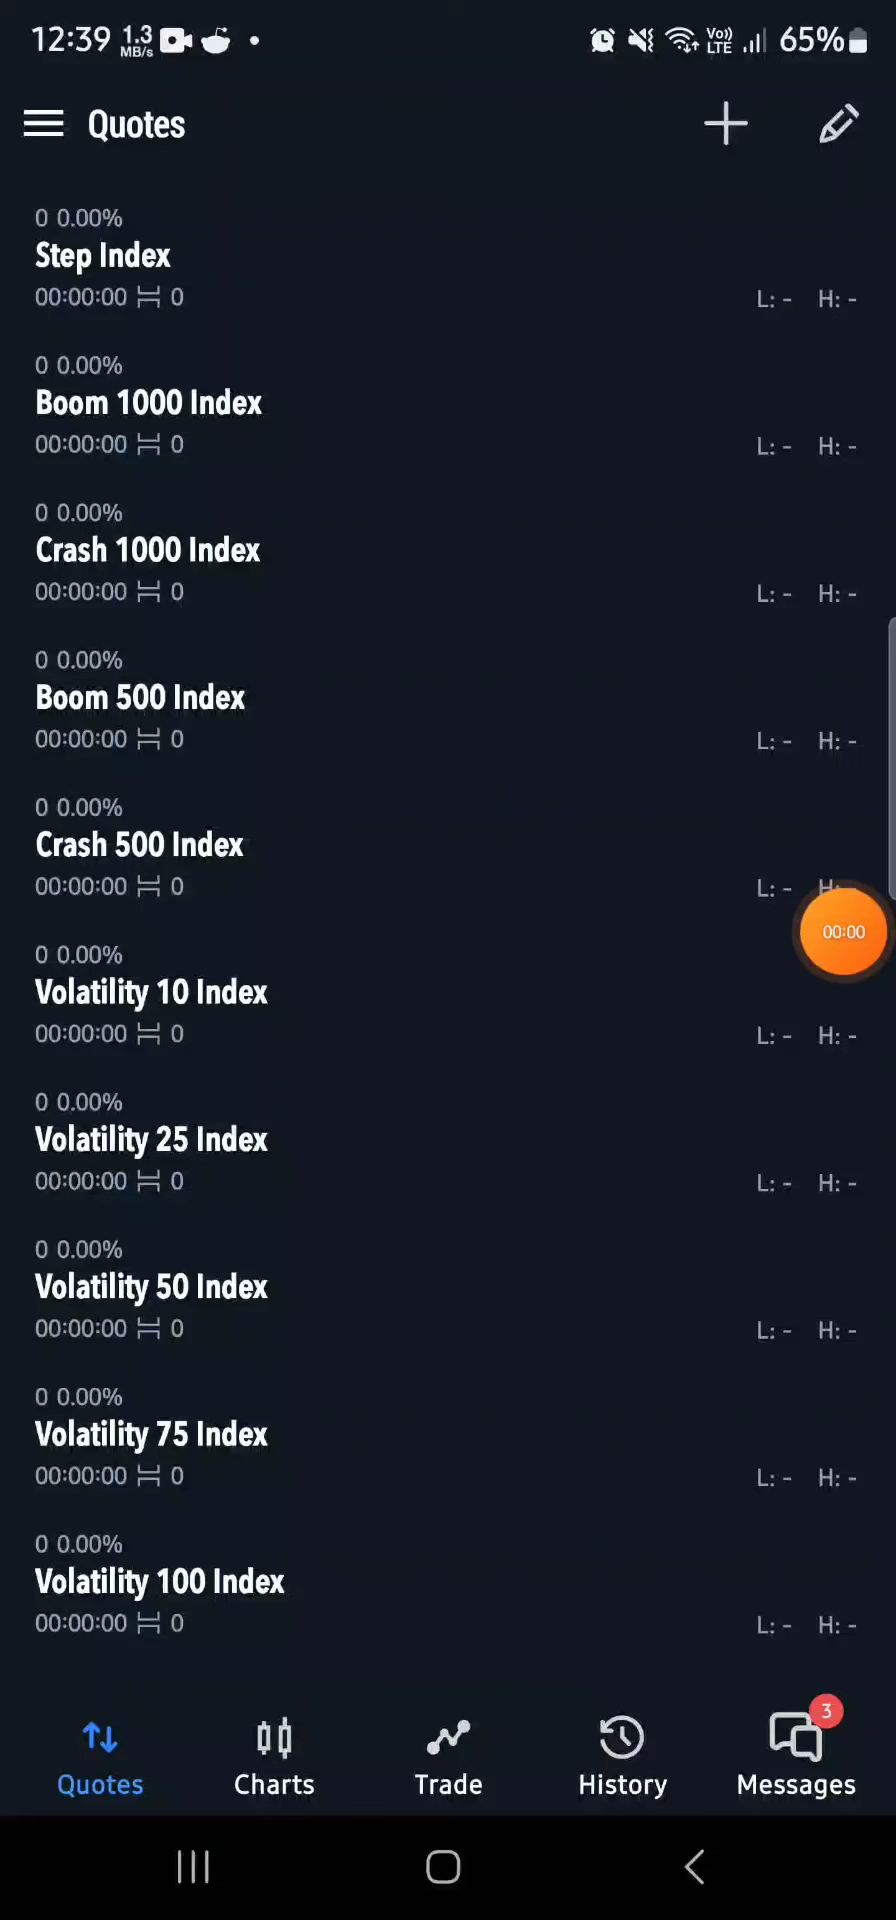 12:39 1.3 MB/s Vo)) LTE 65%
Quotes
0 0.00%
Step Index
00:00:00 0 L: - H: -
0 0.00%
Boom 1000 Index
00:00:00 0 L: - H: -
0 0.00%
Crash 1000 Index
00:00:00 0 L: - H: -
0 0.00%
Boom 500 Index
00:00:00 0 L: - H: -
0 0.00%
Crash 500 Index
00:00:00 0 L: - H: -
00:00
0 0.00%
Volatility 10 Index
00:00:00 0 L: - H: -
0 0.00%
Volatility 25 Index
00:00:00 0 L: - H: -
0 0.00%
Volatility 50 Index
00:00:00 0 L: - H: -
0 0.00%
Volatility 75 Index
00:00:00 0 L: - H: -
0 0.00%
Volatility 100 Index
00:00:00 0 L: - H: -
3
Quotes Charts Trade History Messages